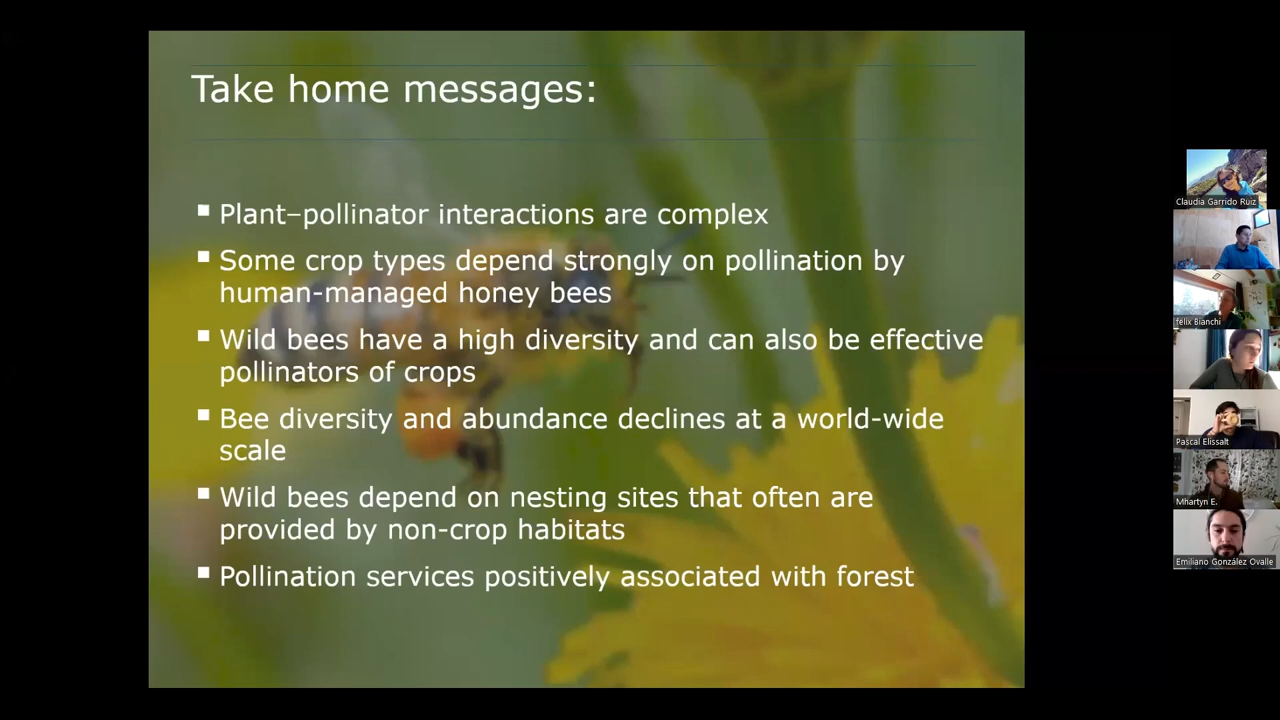 Take home messages:
Plant–pollinator interactions are complex
Some crop types depend strongly on pollination by
human-managed honey bees
Wild bees have a high diversity and can also be effective
pollinators of crops
Bee diversity and abundance declines at a world-wide
scale
Wild bees depend on nesting sites that often are
provided by non-crop habitats
Pollination services positively associated with forest
Claudia Garrido Ruiz
felix Bianchi
Pascal Elissalt
Mhartyn E.
Emiliano González Ovalle